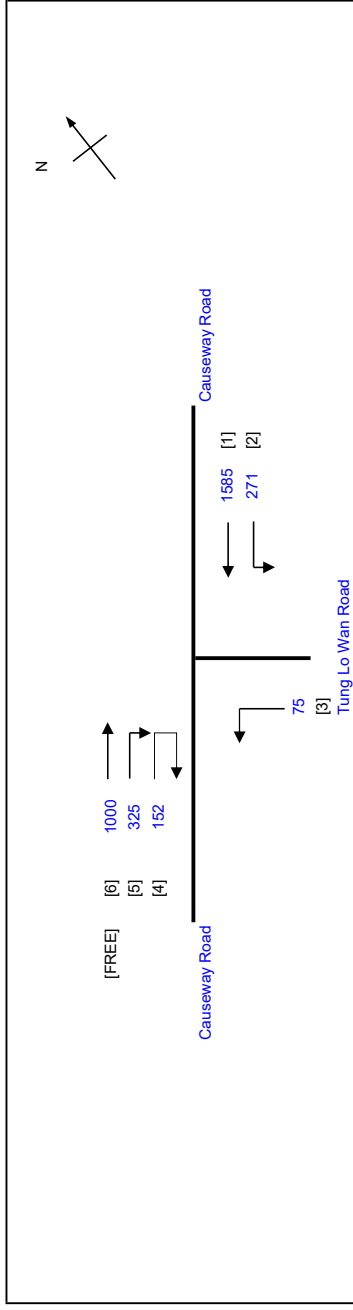 N
[FREE] [6] 1000
[5] 325
[4] 152
Causeway Road
Causeway Road
1585 [1]
271 [2]
75
[3]
Tung Lo Wan Road